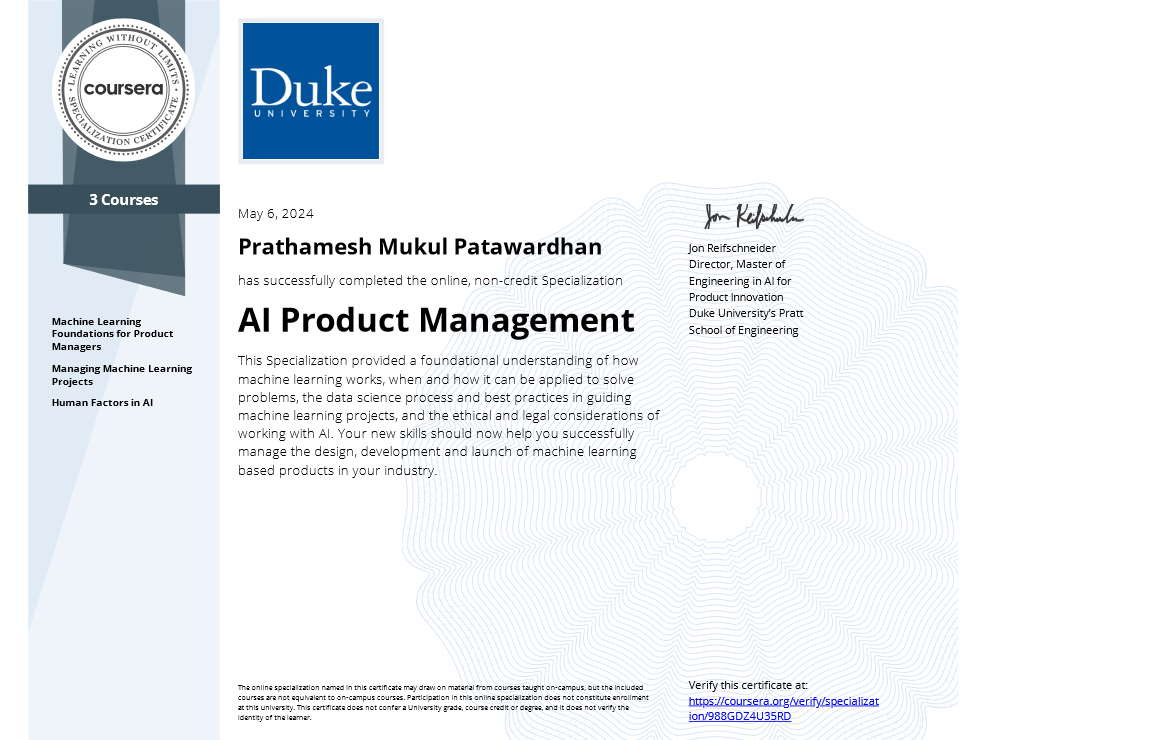 LEARNING WITHOUT LIMITS
coursera
SPECIALIZATION CERTIFICATE
3 Courses
Machine Learning
Foundations for Product
Managers
Managing Machine Learning
Projects
Human Factors in AI
Duke
UNIVERSITY
May 6, 2024
Prathamesh Mukul Patawardhan
has successfully completed the online, non-credit Specialization
AI Product Management
This Specialization provided a foundational understanding of how
machine learning works, when and how it can be applied to solve
problems, the data science process and best practices in guiding
machine learning projects, and the ethical and legal considerations of
working with AI. Your new skills should now help you successfully
manage the design, development and launch of machine learning
based products in your industry.
Jon Reifschneider
Jon Reifschneider
Director, Master of
Engineering in AI for
Product Innovation
Duke University's Pratt
School of Engineering
The online specialization named in this certificate may draw on material from courses taught on-campus, but the included
courses are not equivalent to on-campus courses. Participation in this online specialization does not constitute enrollment
at this university. This certificate does not confer a University grade, course credit or degree, and it does not verify the
identity of the learner.
Verify this certificate at:
https://coursera.org/verify/specializat
ion/988GDZ4U35RD